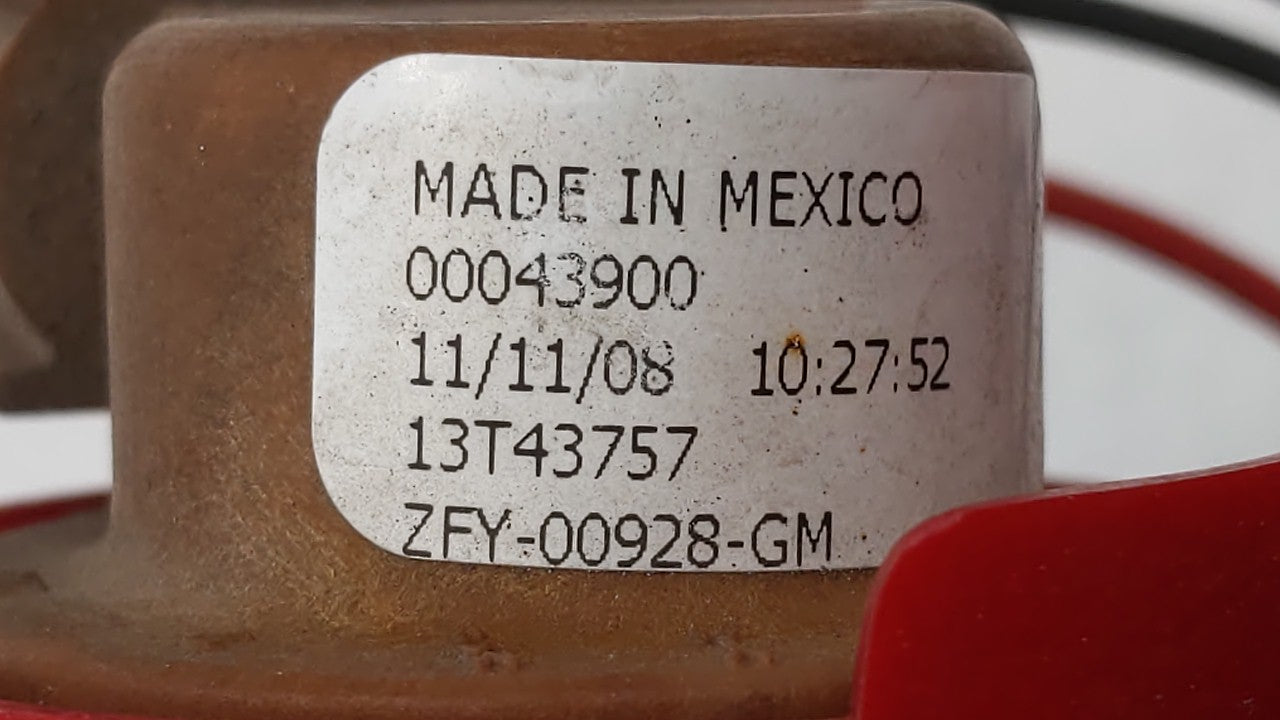 MADE IN MEXICO
00043900
11/11/08 10:27:52
13T43757
ZFY-00928-GM